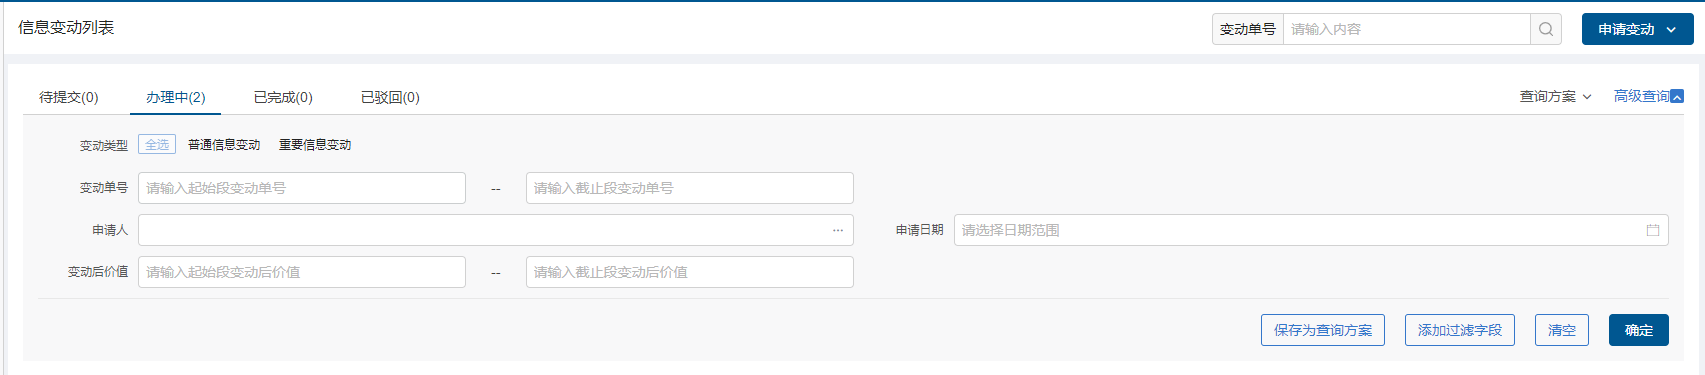 信息变动列表
变动单号 请输入内容 申请变动
待提交(0) 办理中(2) 已完成(0) 已驳回(0) 查询方案 高级查询
变动类型 全选 普通信息变动 重要信息变动
变动单号 请输入起始段变动单号 -- 请输入截止段变动单号
申请人 ... 申请日期 请选择日期范围
变动后价值 请输入起始段变动后价值 -- 请输入截止段变动后价值
保存为查询方案 添加过滤字段 清空 确定